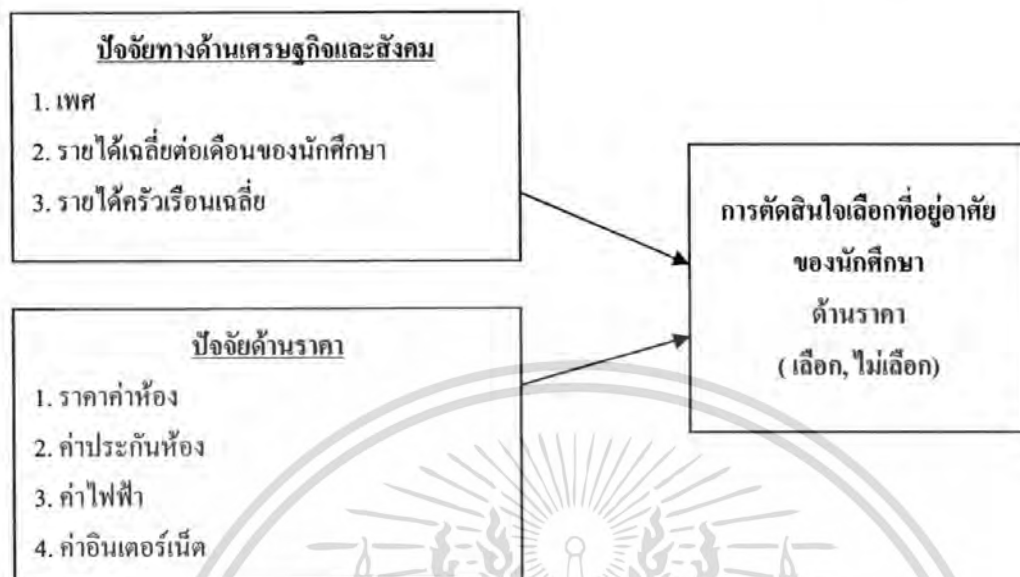 ปัจจัยทางด้านเศรษฐกิจและสังคม
1. เพศ
2. รายได้เฉลี่ยต่อเดือนของนักศึกษา
3. รายได้ครัวเรือนเฉลี่ย
การตัดสินใจเลือกที่อยู่อาศัย
ของนักศึกษา
ด้านราคา
( เลือก, ไม่เลือก)
ปัจจัยด้านราคา
1. ราคาค่าห้อง
2. ค่าประกันห้อง
3. ค่าไฟฟ้า
4. ค่าอินเตอร์เน็ต